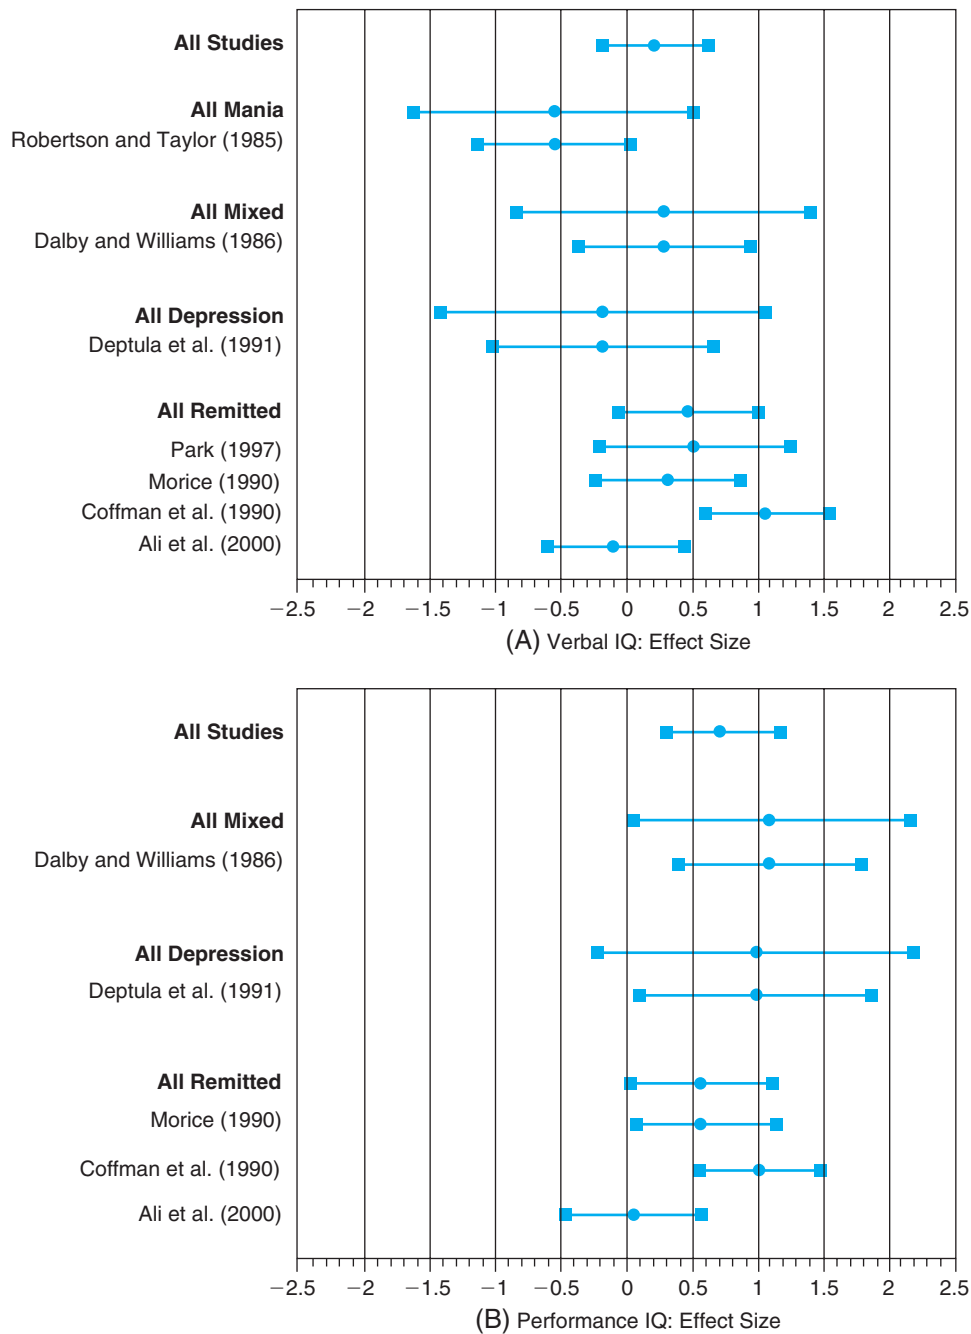 All Studies
All Mania
Robertson and Taylor (1985)
All Mixed
Dalby and Williams (1986)
All Depression
Deptula et al. (1991)
All Remitted
Park (1997)
Morice (1990)
Coffman et al. (1990)
Ali et al. (2000)
−2.5 −2 −1.5 −1 −0.5 0 0.5 1 1.5 2 2.5
(A) Verbal IQ: Effect Size
All Studies
All Mixed
Dalby and Williams (1986)
All Depression
Deptula et al. (1991)
All Remitted
Morice (1990)
Coffman et al. (1990)
Ali et al. (2000)
−2.5 −2 −1.5 −1 −0.5 0 0.5 1 1.5 2 2.5
(B) Performance IQ: Effect Size